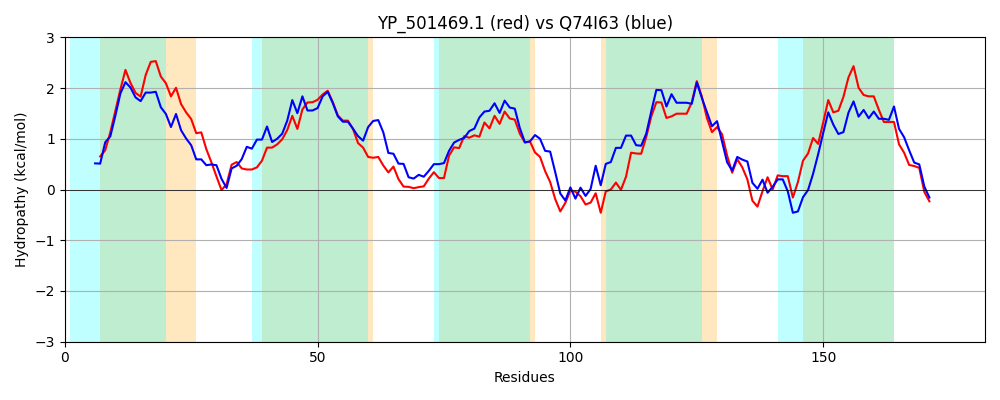 YP_501469.1 (red) vs Q74I63 (blue)
Hydropathy (kcal/mol)
3
2
1
0
−1
−2
−3
0 50 100 150
Residues